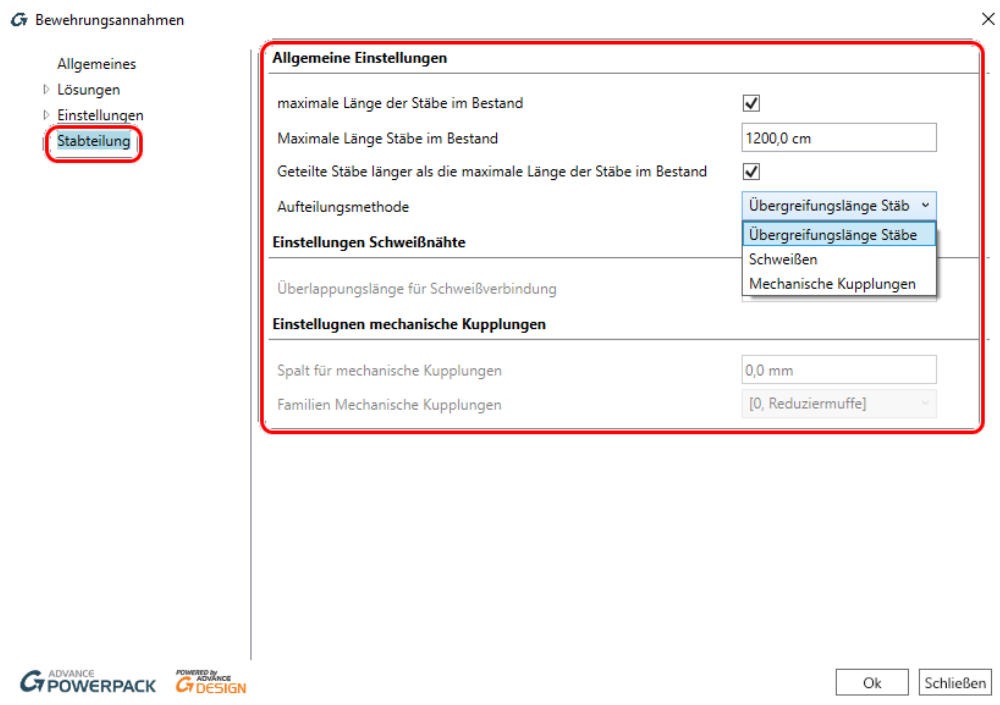 Bewehrungsannahmen
Allgemeines
Lösungen
Einstellungen
Stabteilung
Allgemeine Einstellungen
maximale Länge der Stäbe im Bestand
Maximale Länge Stäbe im Bestand 1200,0 cm
Geteilte Stäbe länger als die maximale Länge der Stäbe im Bestand
Aufteilungsmethode Übergreifungslänge Stäb
Übergreifungslänge Stäbe
Schweißen
Mechanische Kupplungen
Einstellungen Schweißnähte
Überlappungslänge für Schweißverbindung
Einstellugnen mechanische Kupplungen
Spalt für mechanische Kupplungen 0,0 mm
Familien Mechanische Kupplungen [0, Reduziermuffe]
ADVANCE
POWERPACK
POWERED by
ADVANCE
DESIGN
Ok Schließen